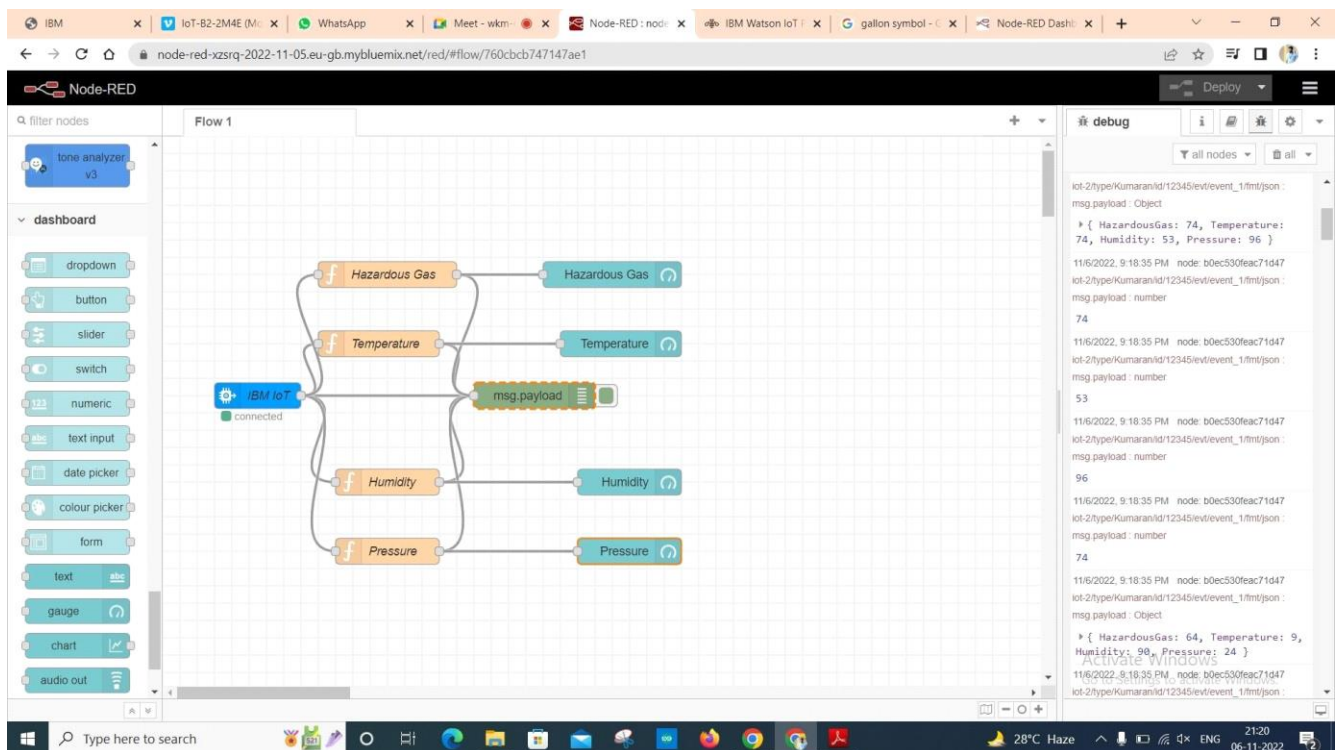 IBM
IoT-B2-2M4E (Mo
WhatsApp
Meet - wkm-
Node-RED : node
IBM Watson IoT P
gallon symbol - G
Node-RED Dashb
node-red-xzsrq-2022-11-05.eu-gb.mybluemix.net/red/#flow/760cbcb747147ae1
Node-RED
Deploy
filter nodes
Flow 1
debug
i
all nodes
all
tone analyzer
v3
dashboard
dropdown
button
slider
switch
numeric
123
text input
abc
date picker
colour picker
form
text
abc
gauge
chart
audio out
f Hazardous Gas
Hazardous Gas
f Temperature
Temperature
IBM IoT
connected
msg.payload
f Humidity
Humidity
f Pressure
Pressure
iot-2/type/Kumaran/id/12345/evt/event_1/fmt/json :
msg.payload : Object
{ HazardousGas: 74, Temperature:
74, Humidity: 53, Pressure: 96 }
11/6/2022, 9:18:35 PM node: b0ec530feac71d47
iot-2/type/Kumaran/id/12345/evt/event_1/fmt/json :
msg.payload : number
74
11/6/2022, 9:18:35 PM node: b0ec530feac71d47
iot-2/type/Kumaran/id/12345/evt/event_1/fmt/json :
msg.payload : number
53
11/6/2022, 9:18:35 PM node: b0ec530feac71d47
iot-2/type/Kumaran/id/12345/evt/event_1/fmt/json :
msg.payload : number
96
11/6/2022, 9:18:35 PM node: b0ec530feac71d47
iot-2/type/Kumaran/id/12345/evt/event_1/fmt/json :
msg.payload : number
74
11/6/2022, 9:18:35 PM node: b0ec530feac71d47
iot-2/type/Kumaran/id/12345/evt/event_1/fmt/json :
msg.payload : Object
{ HazardousGas: 64, Temperature: 9,
Humidity: 90, Pressure: 24 }
Activate Windows
11/6/2022, 9:18:35 PM node: b0ec530feac71d47
Go to Settings to activate Windows.
iot-2/type/Kumaran/id/12345/evt/event_1/fmt/json :
Type here to search
28°C Haze
ENG
21:20
06-11-2022
2